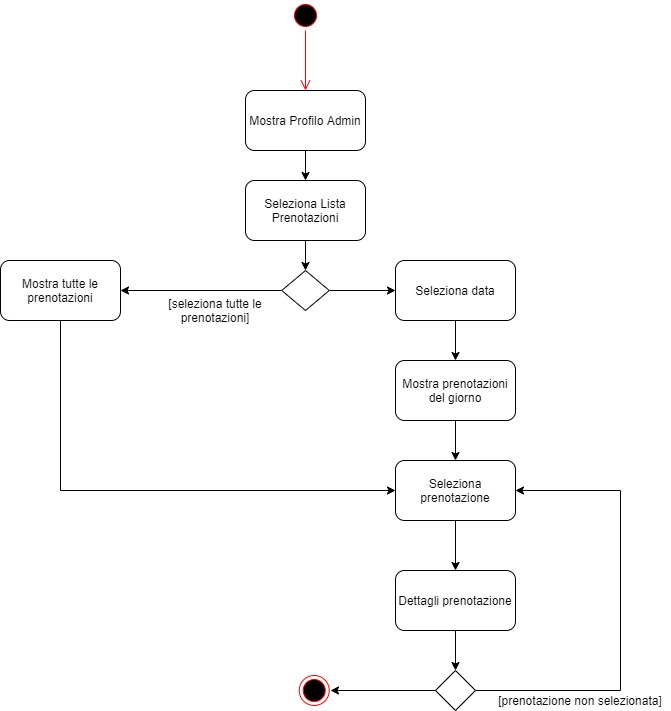 Mostra Profilo Admin
Seleziona Lista
Prenotazioni
Mostra tutte le
prenotazioni
[seleziona tutte le
prenotazioni]
Seleziona data
Mostra prenotazioni
del giorno
Seleziona
prenotazione
Dettagli prenotazione
[prenotazione non selezionata]